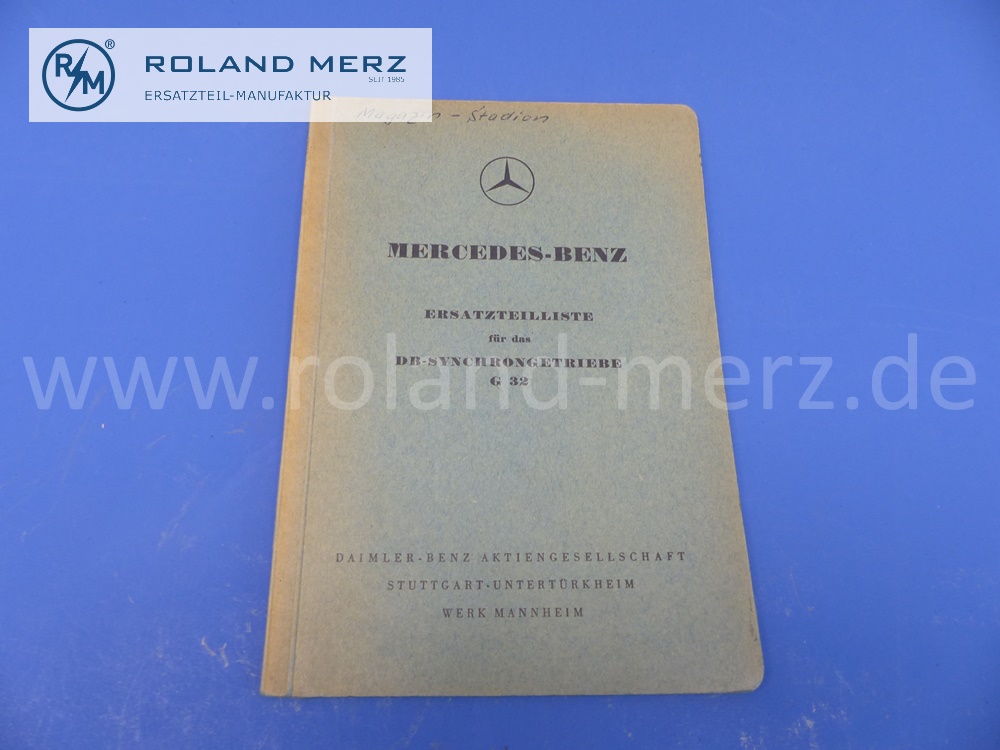 R/M®
ROLAND MERZ
SEIT 1985
ERSATZTEIL-MANUFAKTUR
Magazin - Stadion
MERCEDES-BENZ
ERSATZTEILLISTE
für das
DB-SYNCHRONGETRIEBE
G 32
www.roland-merz.de
DAIMLER-BENZ AKTIENGESELLSCHAFT
STUTTGART-UNTERTÜRKHEIM
WERK MANNHEIM